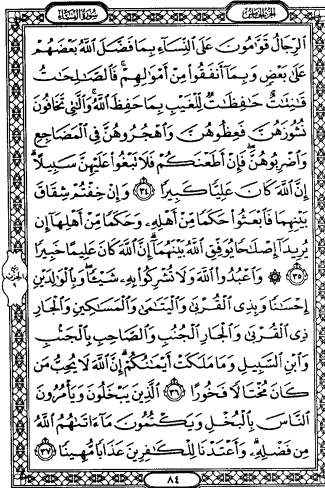 الجزء الخامس
سورة النساء
الرِّجَالُ قَوَّٰمُونَ عَلَى النِّسَاءِ بِمَا فَضَّلَ اللَّهُ بَعْضَهُمْ
عَلَىٰ بَعْضٍ وَبِمَا أَنفَقُوا مِنْ أَمْوَٰلِهِمْ فَالصَّٰلِحَٰتُ
قَٰنِتَٰتٌ حَٰفِظَٰتٌ لِّلْغَيْبِ بِمَا حَفِظَ اللَّهُ وَالَّٰتِي تَخَافُونَ
نُشُوزَهُنَّ فَعِظُوهُنَّ وَاهْجُرُوهُنَّ فِي الْمَضَاجِعِ
وَاضْرِبُوهُنَّ فَإِنْ أَطَعْنَكُمْ فَلَا تَبْغُوا عَلَيْهِنَّ سَبِيلًا
إِنَّ اللَّهَ كَانَ عَلِيًّا كَبِيرًا ٣٤ وَإِنْ خِفْتُمْ شِقَاقَ
بَيْنِهِمَا فَابْعَثُوا حَكَمًا مِّنْ أَهْلِهِ وَحَكَمًا مِّنْ أَهْلِهَا إِن
يُرِيدَا إِصْلَٰحًا يُوَفِّقِ اللَّهُ بَيْنَهُمَا إِنَّ اللَّهَ كَانَ عَلِيمًا خَبِيرًا
٣٥ ۞ وَاعْبُدُوا اللَّهَ وَلَا تُشْرِكُوا بِهِ شَيْئًا وَبِالْوَٰلِدَيْنِ
إِحْسَٰنًا وَبِذِي الْقُرْبَىٰ وَالْيَتَٰمَىٰ وَالْمَسَٰكِينِ وَالْجَارِ
ذِي الْقُرْبَىٰ وَالْجَارِ الْجُنُبِ وَالصَّاحِبِ بِالْجَنبِ
وَابْنِ السَّبِيلِ وَمَا مَلَكَتْ أَيْمَٰنُكُمْ إِنَّ اللَّهَ لَا يُحِبُّ مَن
كَانَ مُخْتَالًا فَخُورًا ٣٦ الَّذِينَ يَبْخَلُونَ وَيَأْمُرُونَ
النَّاسَ بِالْبُخْلِ وَيَكْتُمُونَ مَا ءَاتَىٰهُمُ اللَّهُ
مِن فَضْلِهِ وَأَعْتَدْنَا لِلْكَٰفِرِينَ عَذَابًا مُّهِينًا ٣٧
٨٤